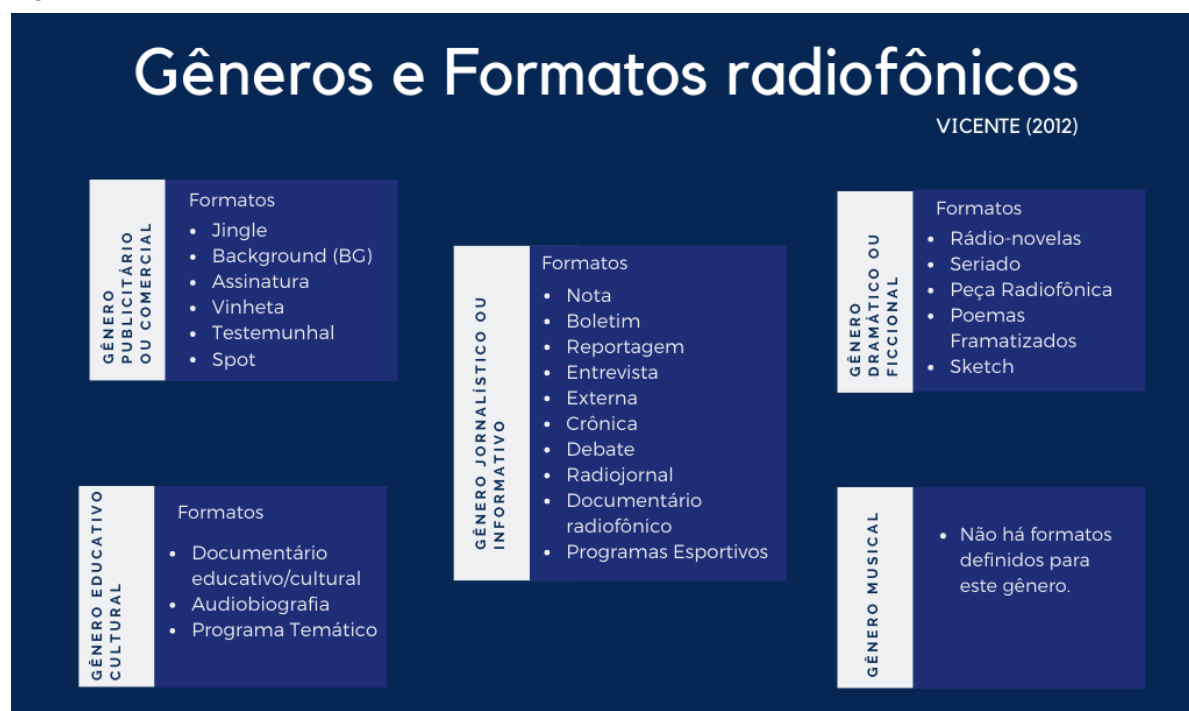 Gêneros e Formatos radiofônicos
VICENTE (2012)
GÊNERO
PUBLICITÁRIO
OU COMERCIAL
Formatos
• Jingle
• Background (BG)
• Assinatura
• Vinheta
• Testemunhal
• Spot
GÊNERO JORNALÍSTICO OU
INFORMATIVO
Formatos
• Nota
• Boletim
• Reportagem
• Entrevista
• Externa
• Crônica
• Debate
• Radiojornal
• Documentário
radiofônico
• Programas Esportivos
GÊNERO
DRAMÁTICO OU
FICCIONAL
Formatos
• Rádio-novelas
• Seriado
• Peça Radiofônica
• Poemas
Framatizados
• Sketch
GÊNERO EDUCATIVO
CULTURAL
Formatos
• Documentário
educativo/cultural
• Audiobiografia
• Programa Temático
GÊNERO MUSICAL
• Não há formatos
definidos para
este gênero.